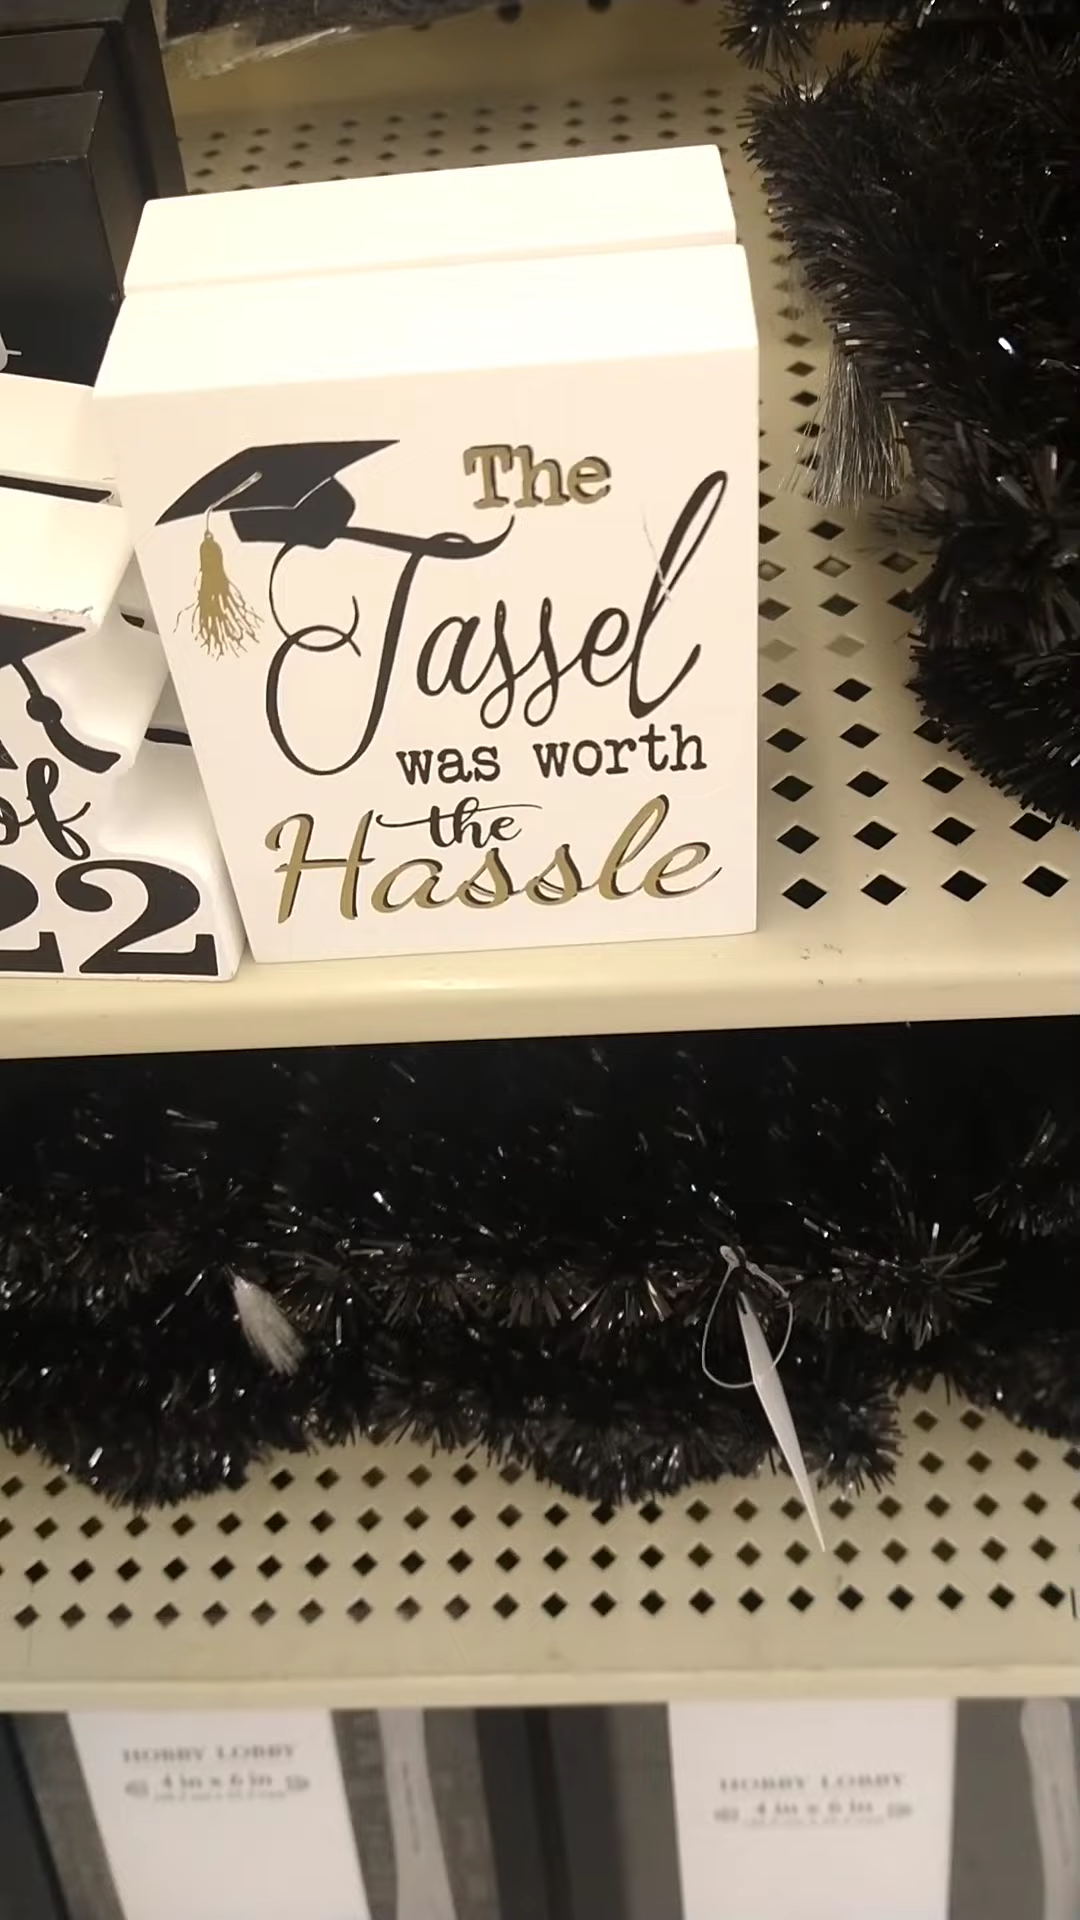 The
Tassel
was worth
the
Hassle
of
22
HOBBY LOBBY
4 in x 6 in
HOBBY LOBBY
4 in x 6 in